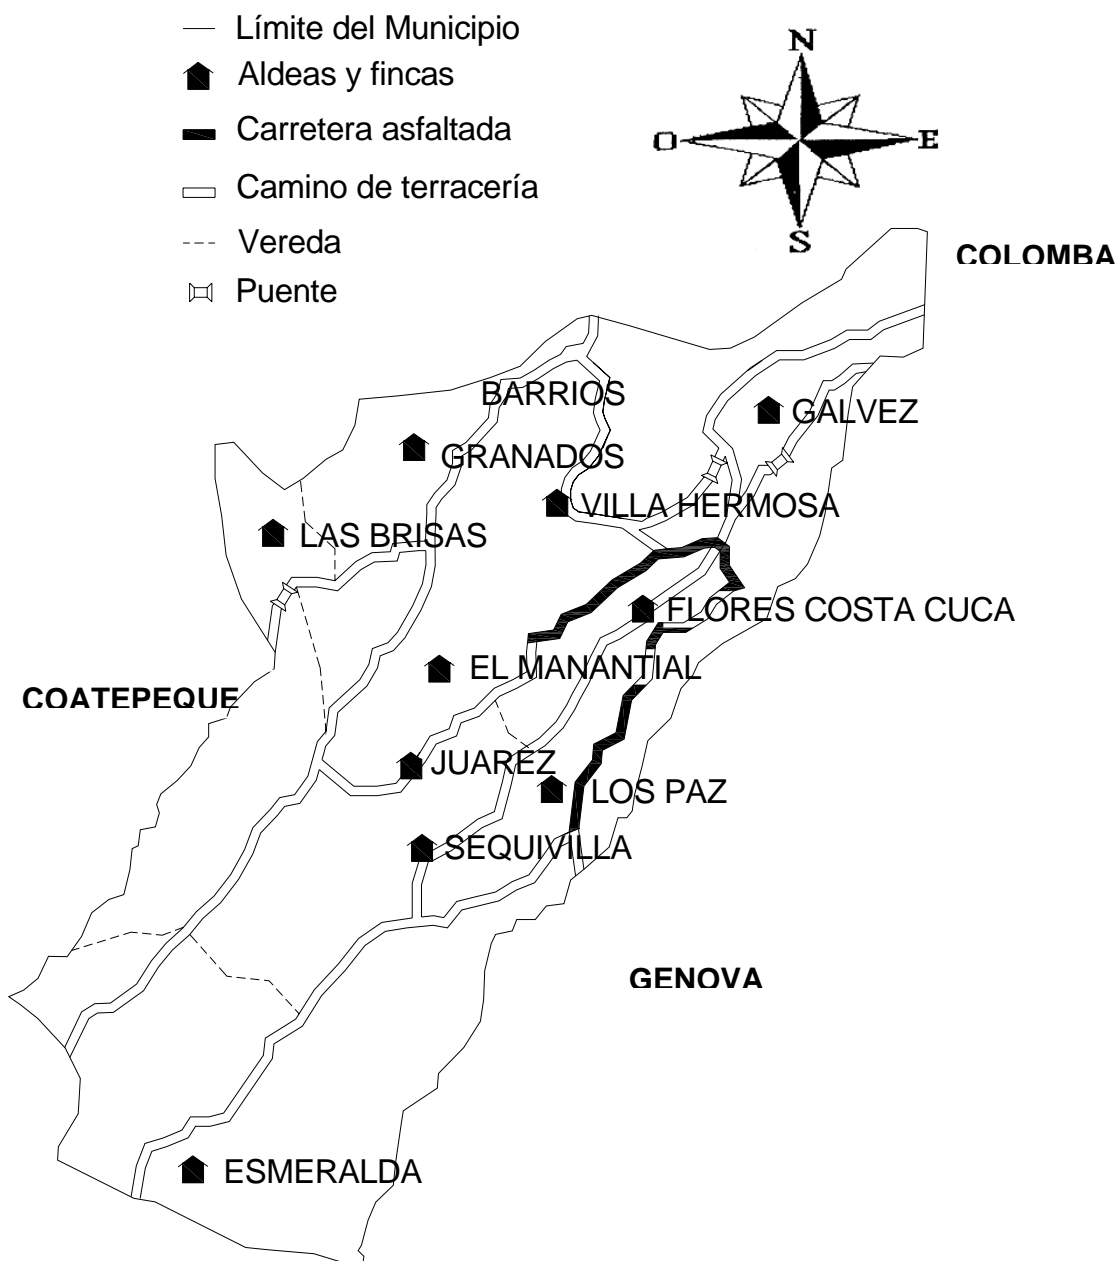 Límite del Municipio
Aldeas y fincas
Carretera asfaltada
Camino de terracería
Vereda
Puente
N
O
E
S
COLOMBA
BARRIOS
GALVEZ
GRANADOS
VILLA HERMOSA
LAS BRISAS
FLORES COSTA CUCA
EL MANANTIAL
COATEPEQUE
JUAREZ
LOS PAZ
SEQUIVILLA
GENOVA
ESMERALDA